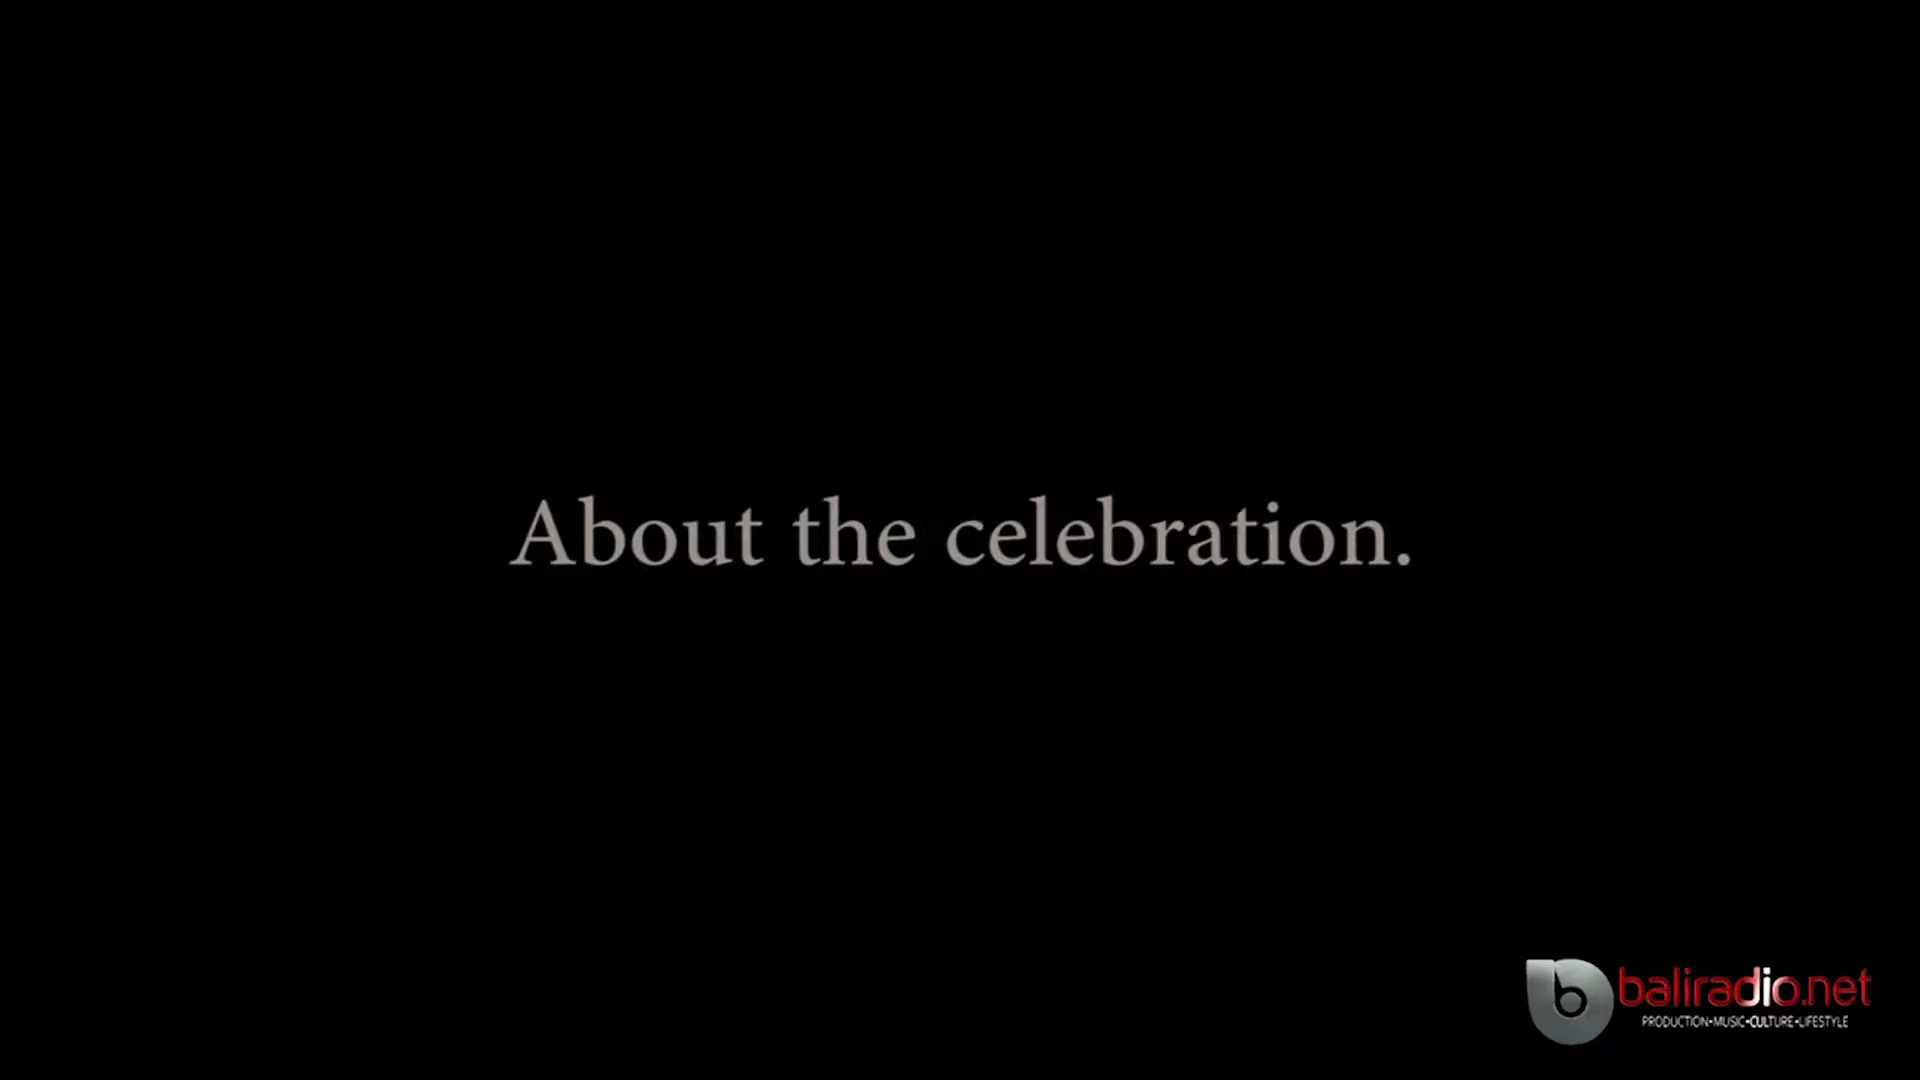 About the celebration.
b baliradio.net
PRODUCTION•MUSIC•CULTURE•LIFESTYLE